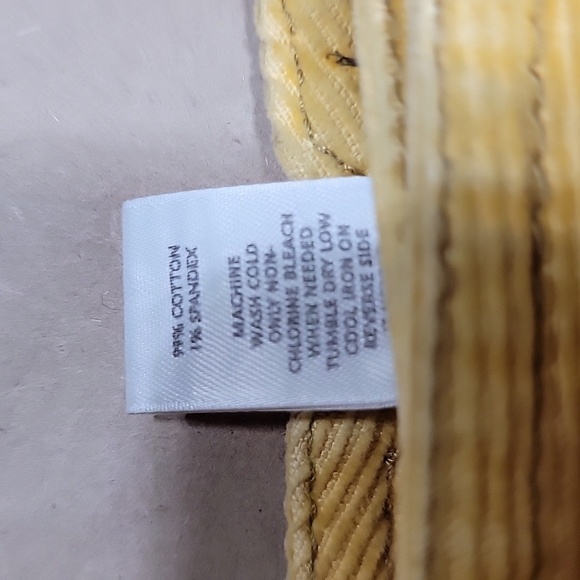 99% COTTON
1% SPANDEX
MACHINE
WASH COLD
ONLY NON-
CHLORINE BLEACH
WHEN NEEDED
TUMBLE DRY LOW
COOL IRON ON
REVERSE SIDE